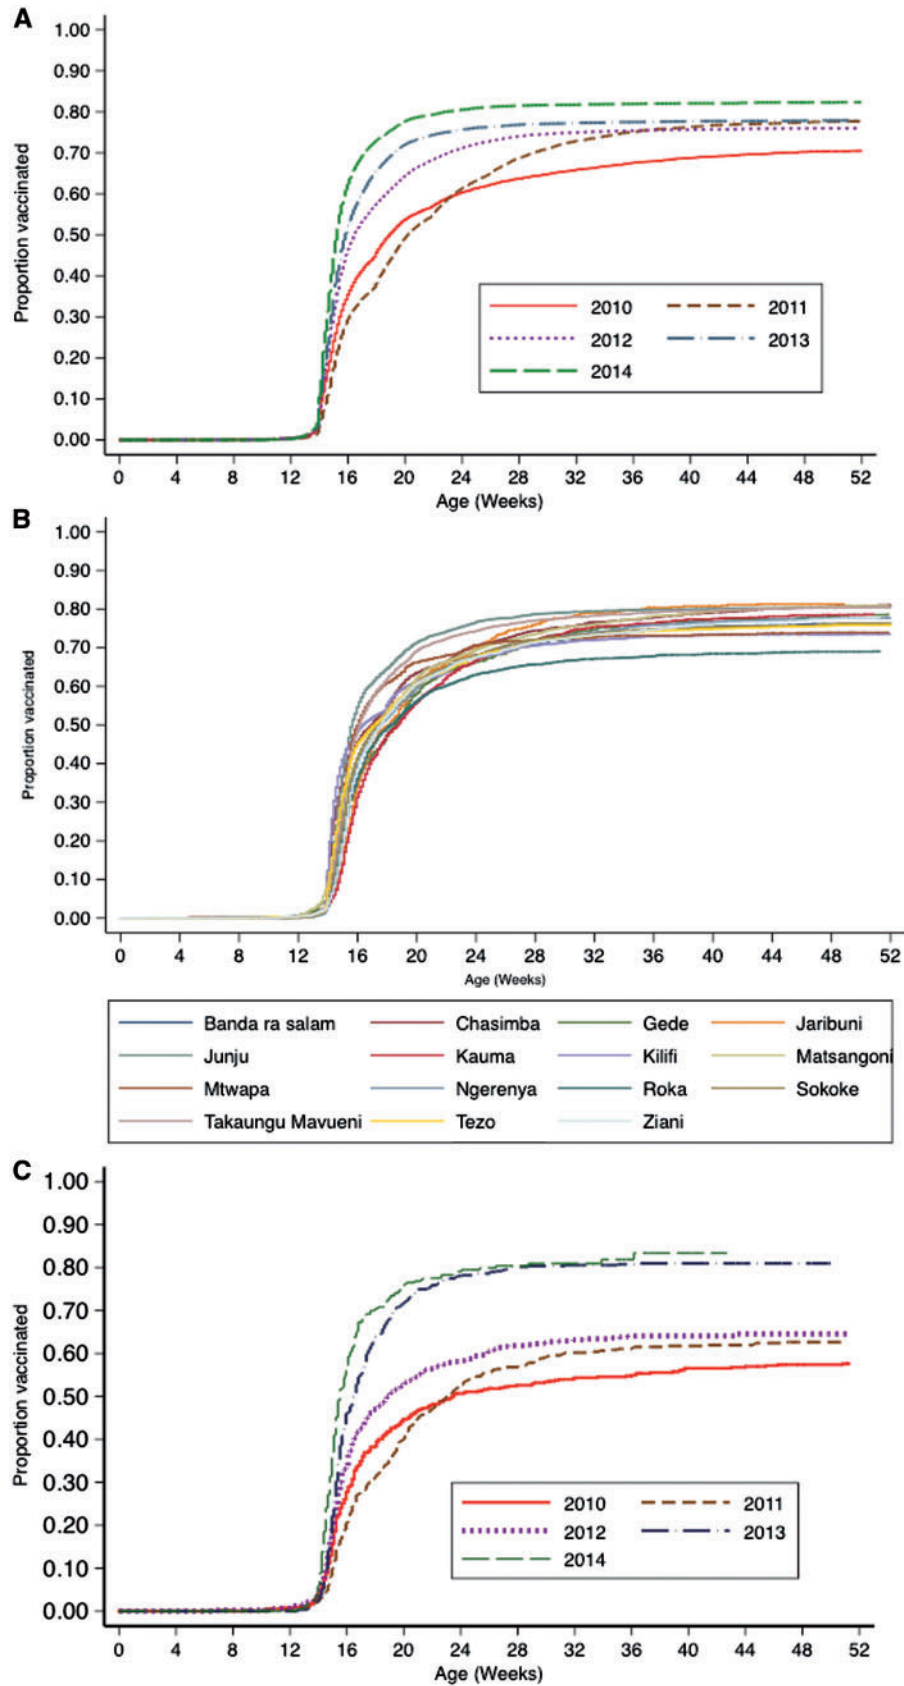 A
1.00
0.90
0.80
0.70
0.60
0.50
0.40
0.30
0.20
0.10
0.00
Proportion vaccinated
2010 2011
2012 2013
2014
0 4 8 12 16 20 24 28 32 36 40 44 48 52
Age (Weeks)
B
1.00
0.90
0.80
0.70
0.60
0.50
0.40
0.30
0.20
0.10
0.00
Proportion vaccinated
0 4 8 12 16 20 24 28 32 36 40 44 48 52
Age (Weeks)
Banda ra salam Chasimba Gede Jaribuni
Junju Kauma Kilifi Matsangoni
Mtwapa Ngerenya Roka Sokoke
Takaungu Mavueni Tezo Ziani
C
1.00
0.90
0.80
0.70
0.60
0.50
0.40
0.30
0.20
0.10
0.00
Proportion vaccinated
2010 2011
2012 2013
2014
0 4 8 12 16 20 24 28 32 36 40 44 48 52
Age (Weeks)